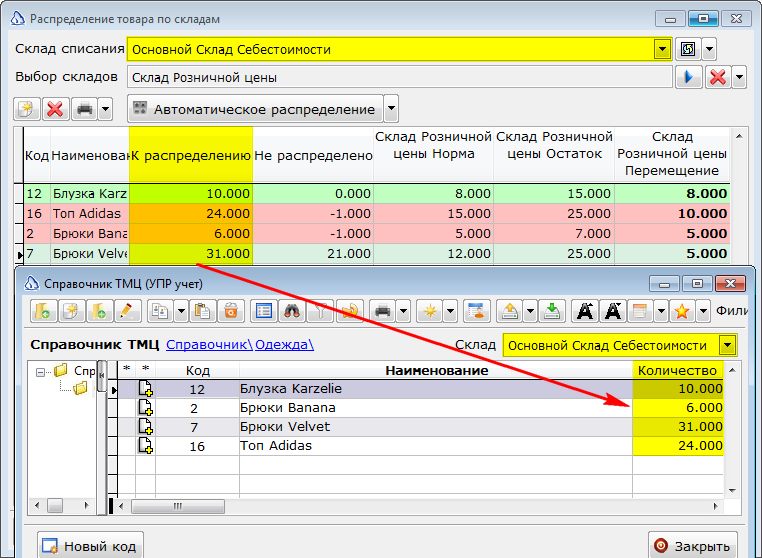 Распределение товара по складам
Склад списания Основной Склад Себестоимости
Выбор складов Склад Розничной цены
Автоматическое распределение
Код Наименован К распределению Не распределено Склад Розничной цены Норма Склад Розничной цены Остаток Склад Розничной цены Перемещение
12 Блузка Karz 10.000 0.000 8.000 15.000 8.000
16 Топ Adidas 24.000 -1.000 15.000 25.000 10.000
2 Брюки Bana 6.000 -1.000 5.000 7.000 5.000
7 Брюки Velve 31.000 21.000 12.000 25.000 5.000
Справочник ТМЦ (УПР учет)
Фили
Справочник ТМЦ Справочник\ Одежда\ Склад Основной Склад Себестоимости
Спр * * Код Наименование Количество
12 Блузка Karzelie 10.000
2 Брюки Banana 6.000
7 Брюки Velvet 31.000
16 Топ Adidas 24.000
Новый код Закрыть